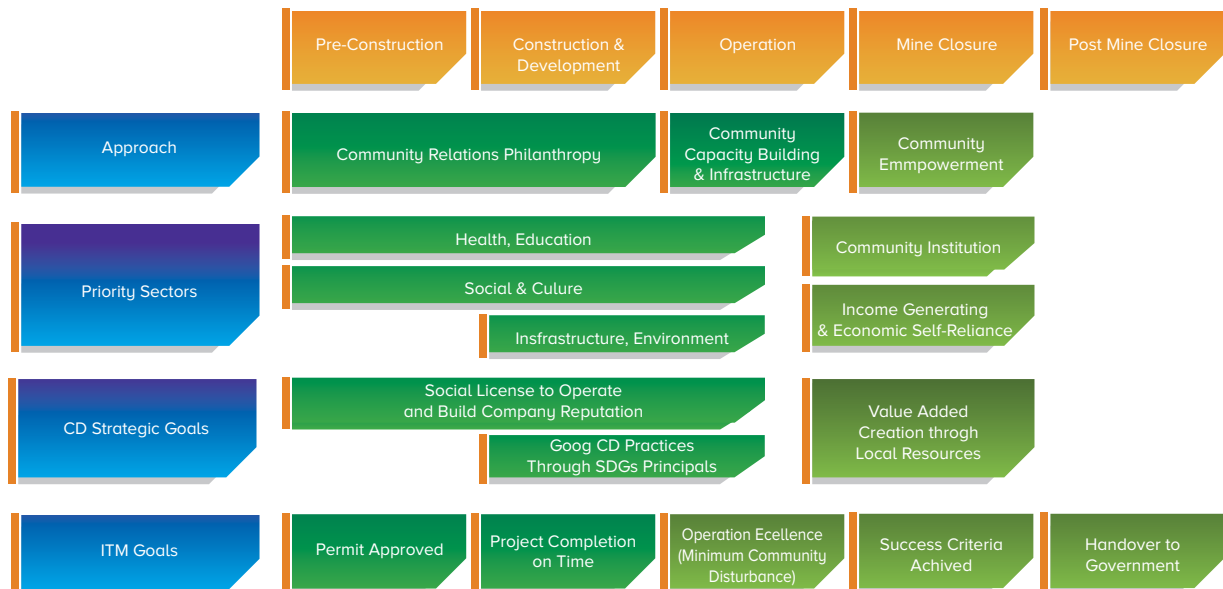 Pre-Construction
Construction &
Development
Operation
Mine Closure
Post Mine Closure
Approach
Community Relations Philanthropy
Community
Capacity Building
& Infrastructure
Community
Emmpowerment
Priority Sectors
Health, Education
Social & Culure
Insfrastructure, Environment
Community Institution
Income Generating
& Economic Self-Reliance
CD Strategic Goals
Social License to Operate
and Build Company Reputation
Goog CD Practices
Through SDGs Principals
Value Added
Creation throgh
Local Resources
ITM Goals
Permit Approved
Project Completion
on Time
Operation Ecellence
(Minimum Community
Disturbance)
Success Criteria
Achived
Handover to
Government